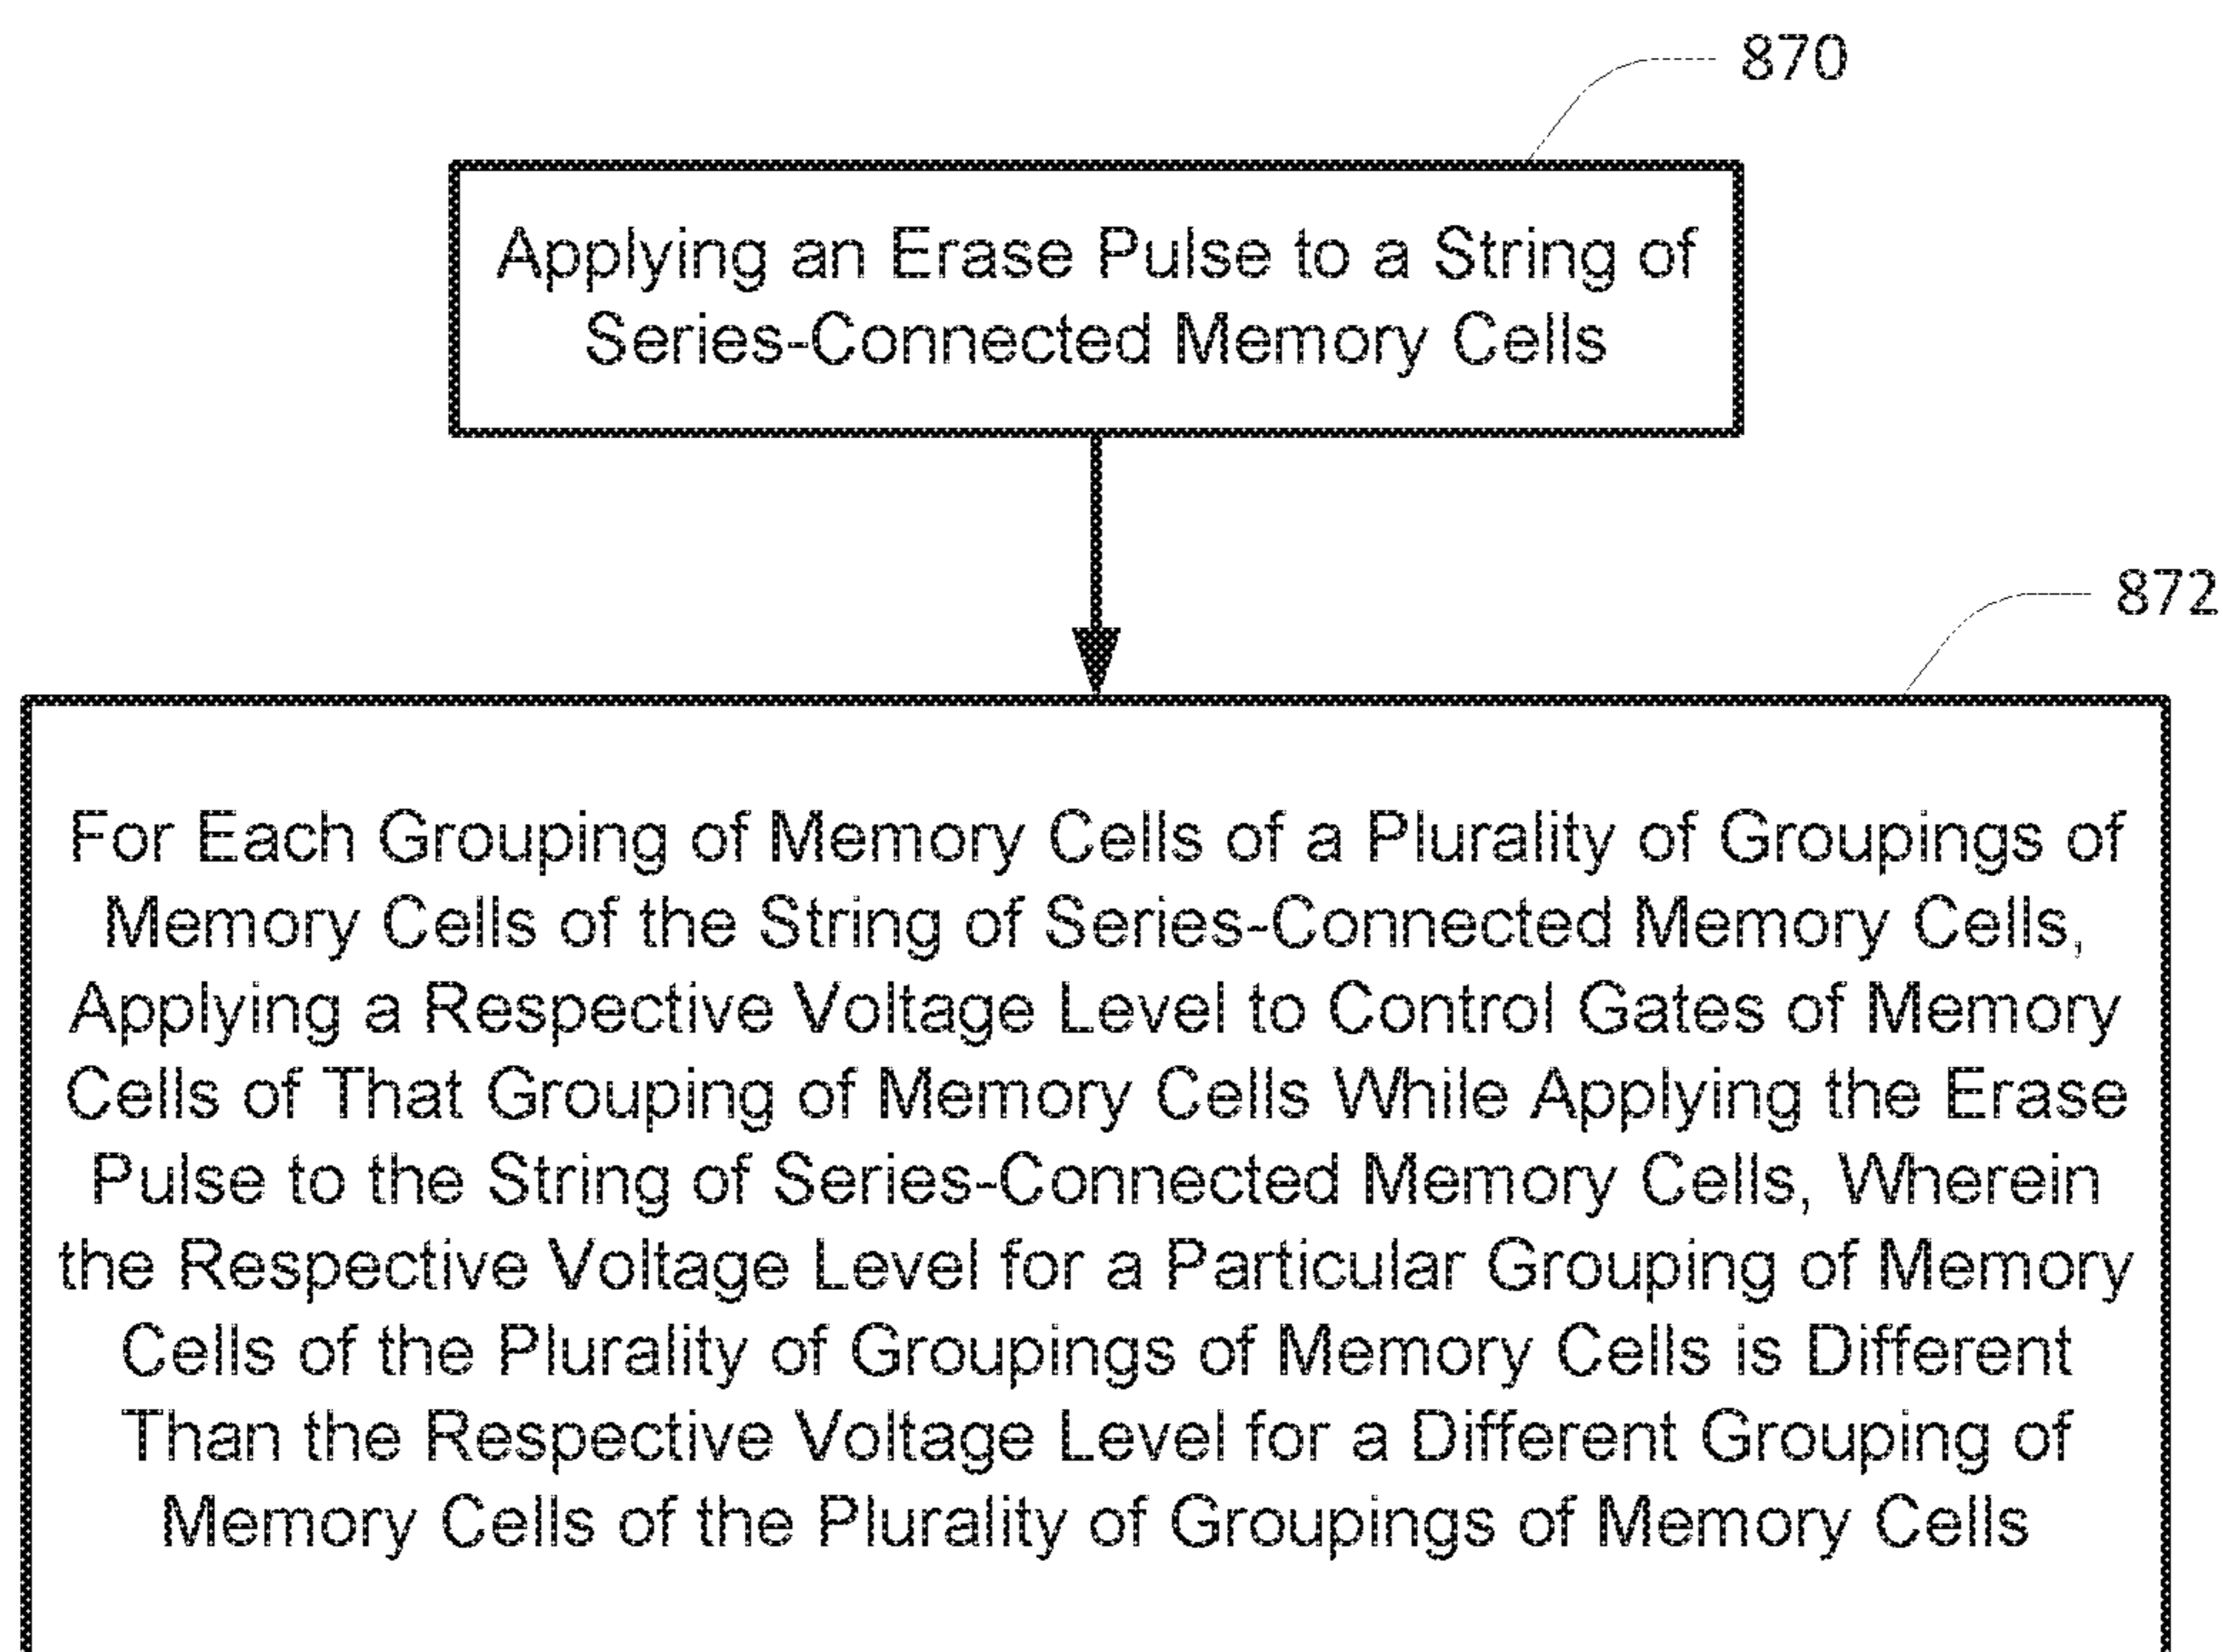 870
Applying an Erase Pulse to a String of
Series-Connected Memory Cells
872
For Each Grouping of Memory Cells of a Plurality of Groupings of
Memory Cells of the String of Series-Connected Memory Cells,
Applying a Respective Voltage Level to Control Gates of Memory
Cells of That Grouping of Memory Cells While Applying the Erase
Pulse to the String of Series-Connected Memory Cells, Wherein
the Respective Voltage Level for a Particular Grouping of Memory
Cells of the Plurality of Groupings of Memory Cells is Different
Than the Respective Voltage Level for a Different Grouping of
Memory Cells of the Plurality of Groupings of Memory Cells